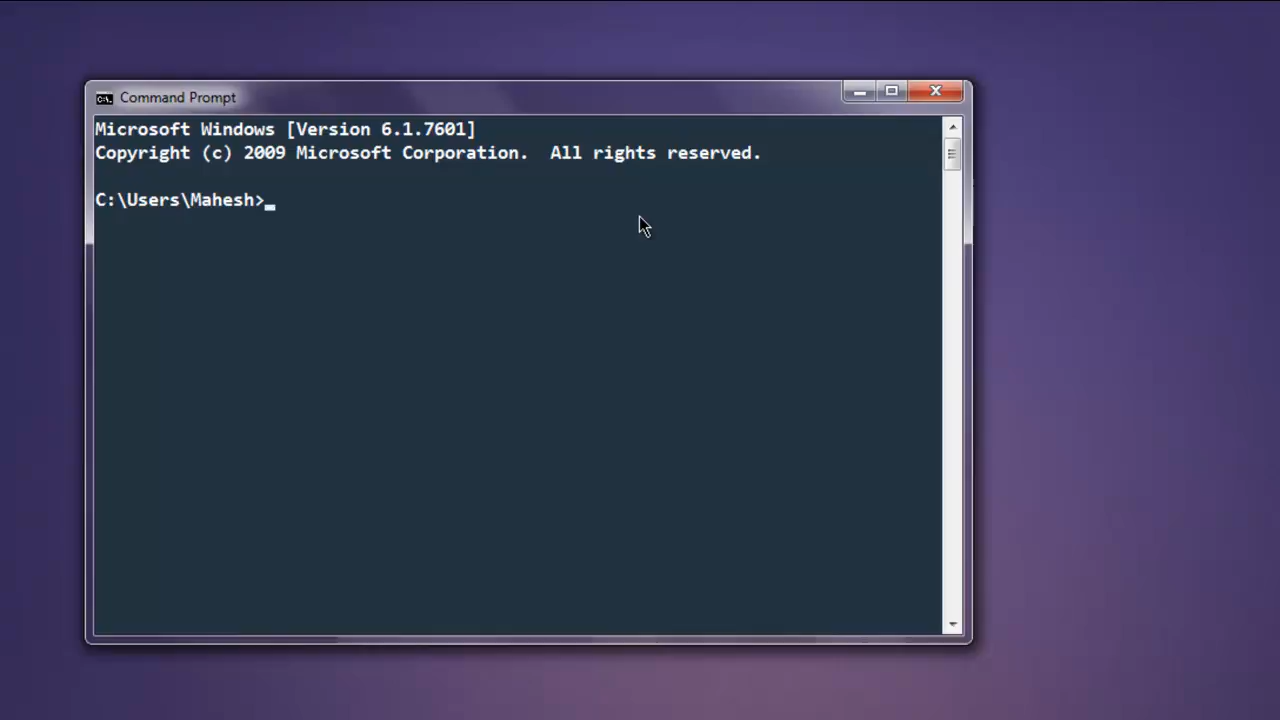 Command Prompt
Microsoft Windows [Version 6.1.7601]
Copyright (c) 2009 Microsoft Corporation.  All rights reserved.
C:\Users\Mahesh>